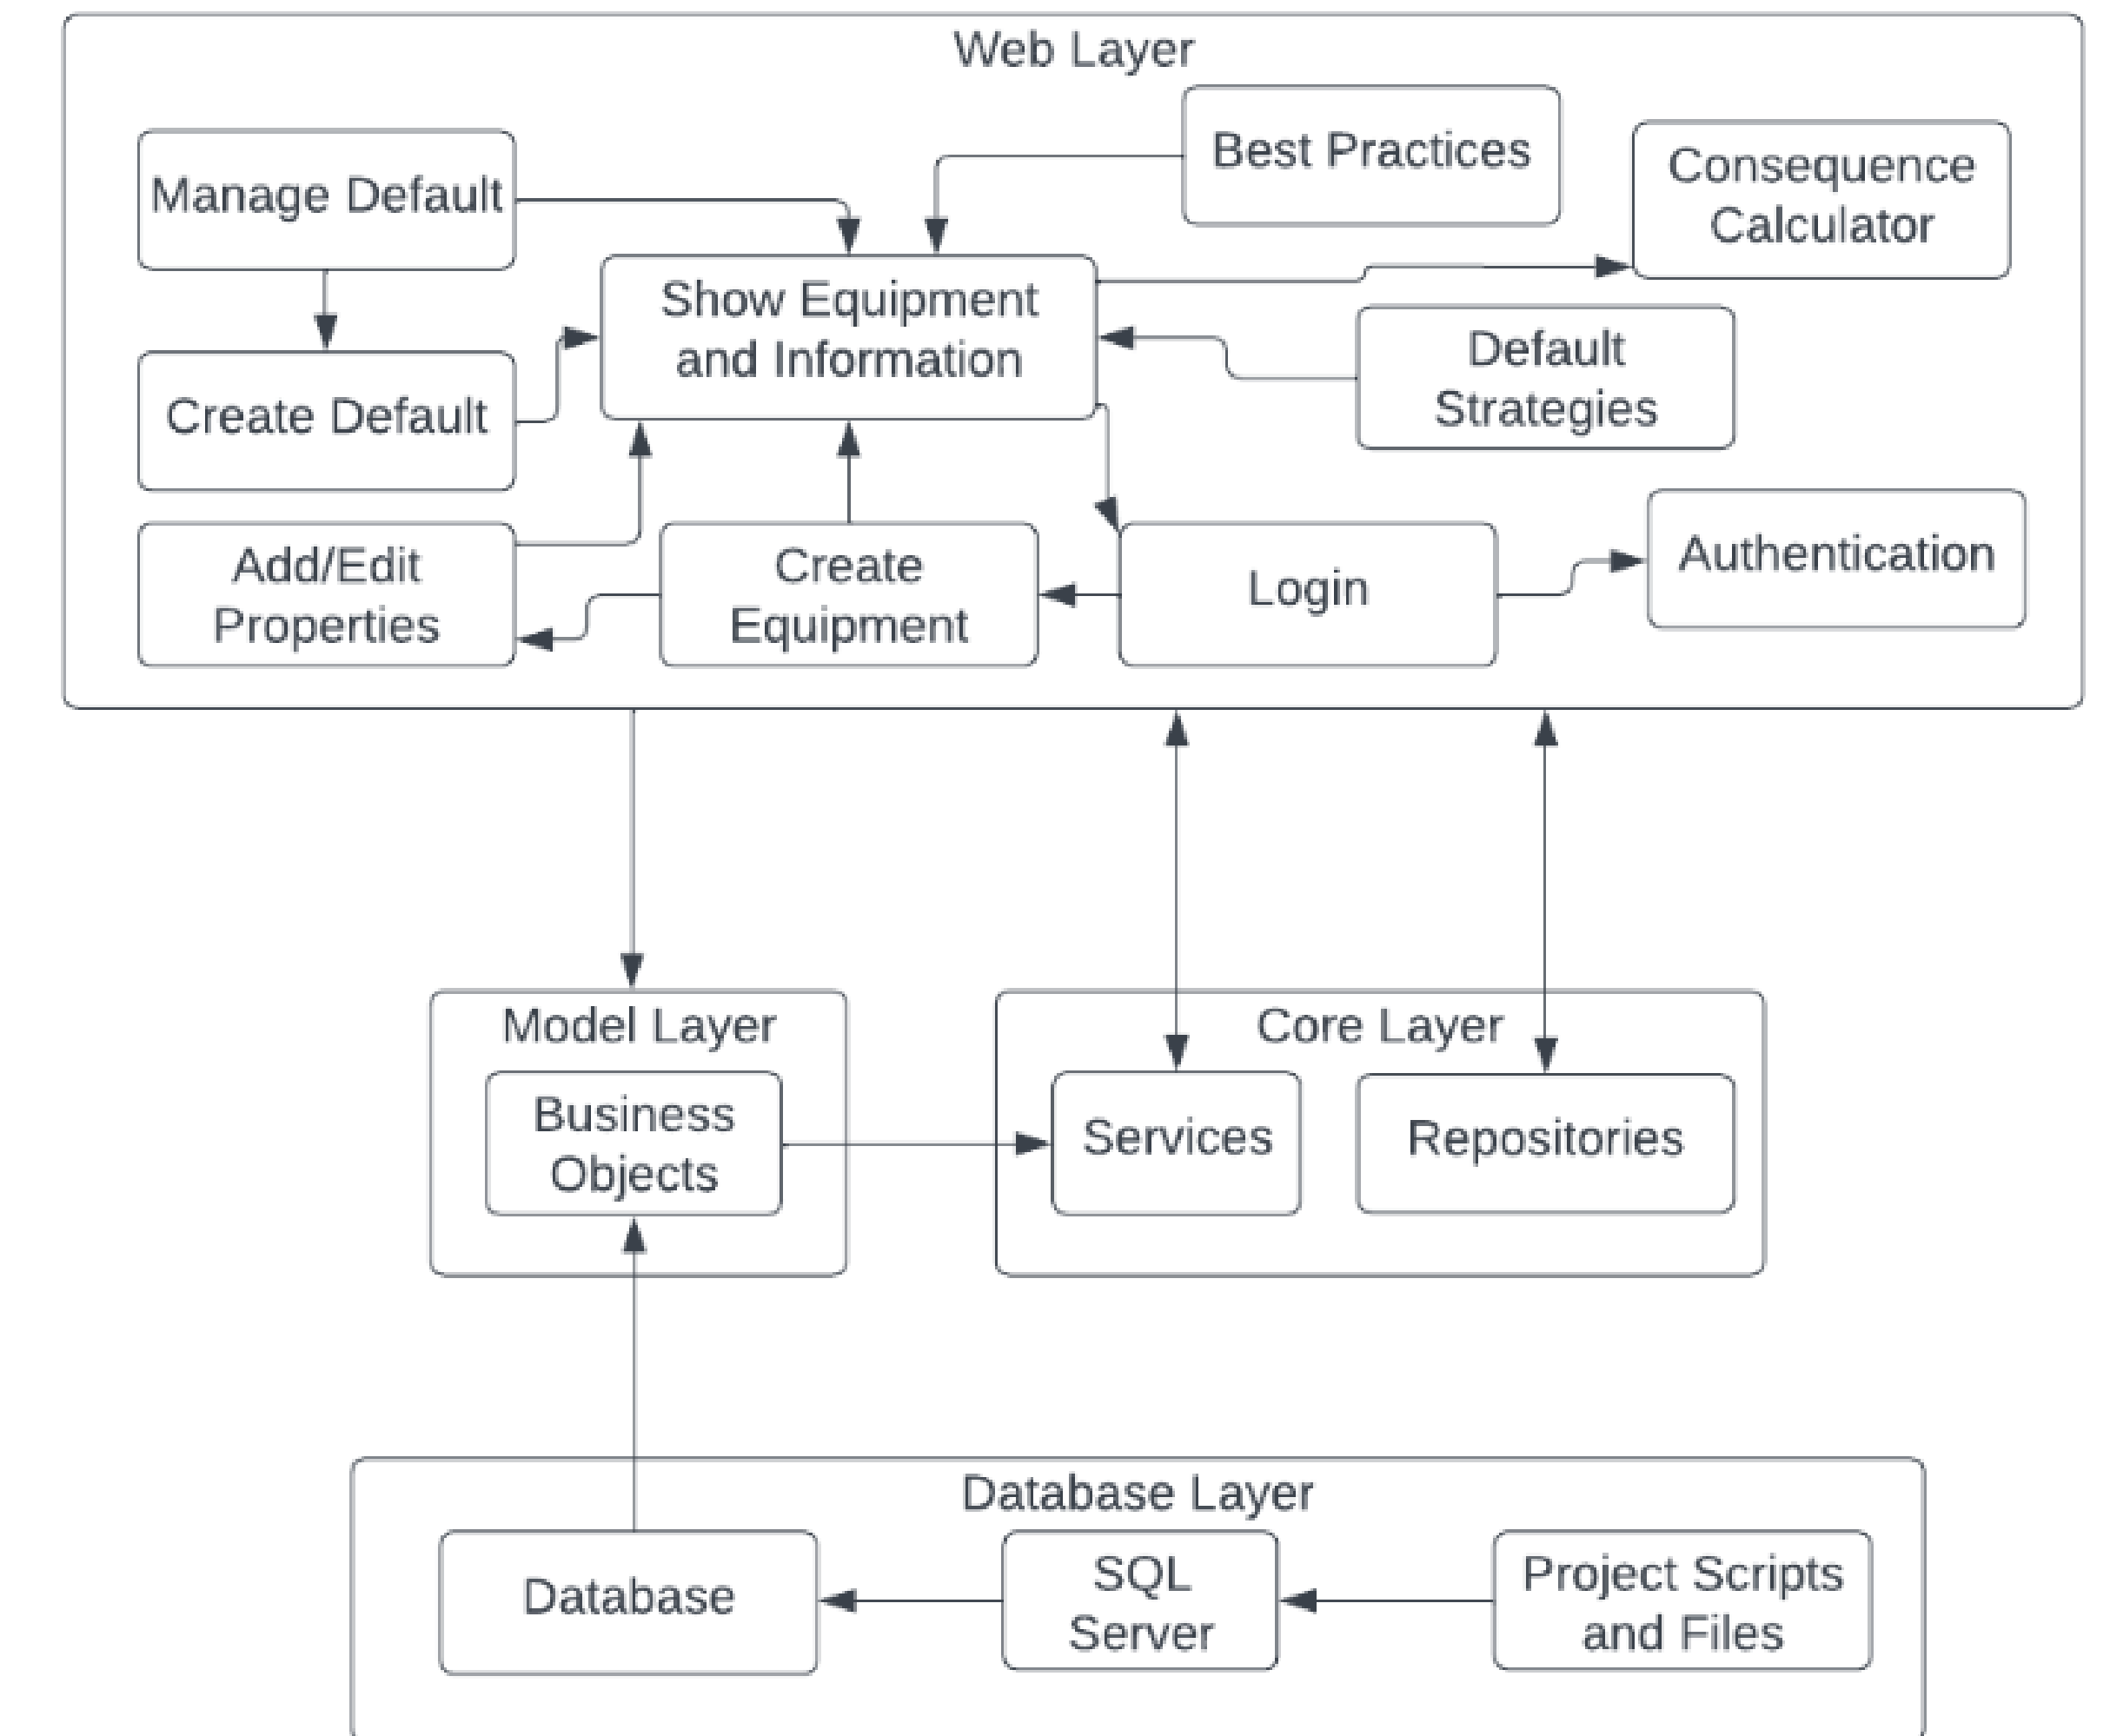 Web Layer
Best Practices
Manage Default
Consequence
Calculator
Show Equipment
and Information
Default
Strategies
Create Default
Add/Edit
Properties
Create
Equipment
Login
Authentication
Model Layer
Business
Objects
Core Layer
Services
Repositories
Database Layer
Database
SQL
Server
Project Scripts
and Files